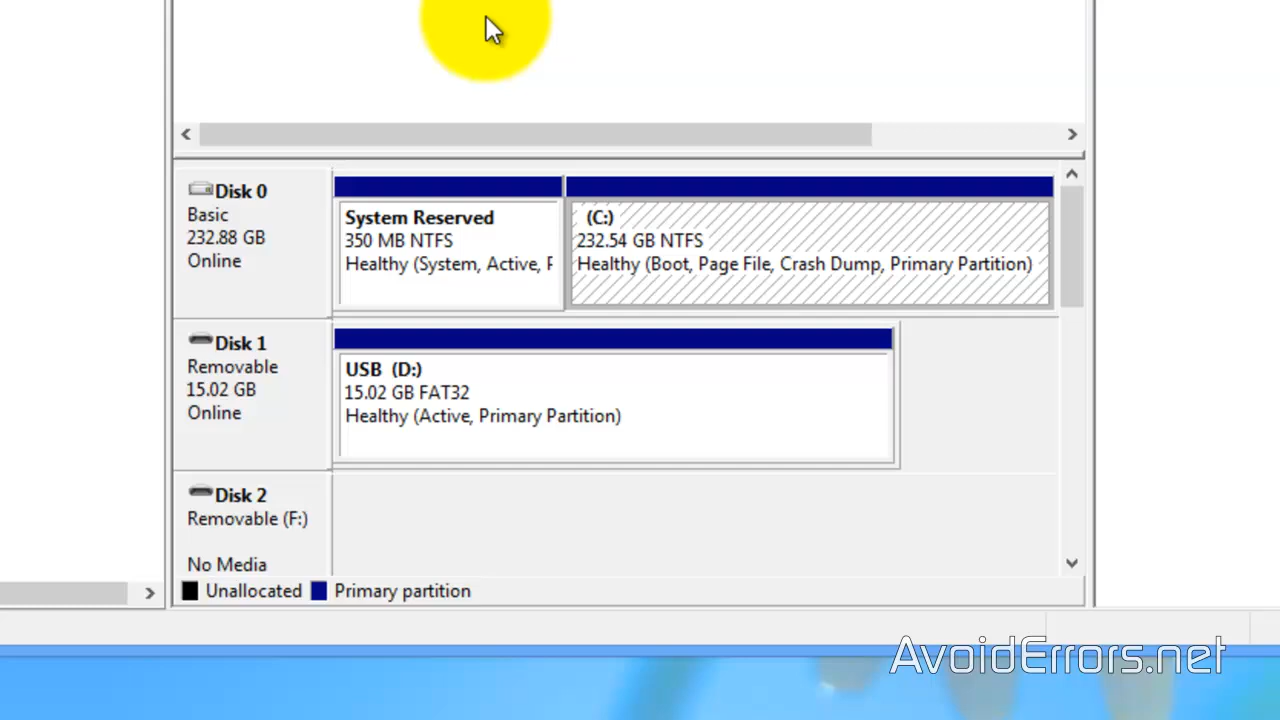 Disk 0
Basic
232.88 GB
Online
System Reserved
350 MB NTFS
Healthy (System, Active, P
(C:)
232.54 GB NTFS
Healthy (Boot, Page File, Crash Dump, Primary Partition)
Disk 1
Removable
15.02 GB
Online
USB (D:)
15.02 GB FAT32
Healthy (Active, Primary Partition)
Disk 2
Removable (F:)
No Media
Unallocated
Primary partition
AvoidErrors.net